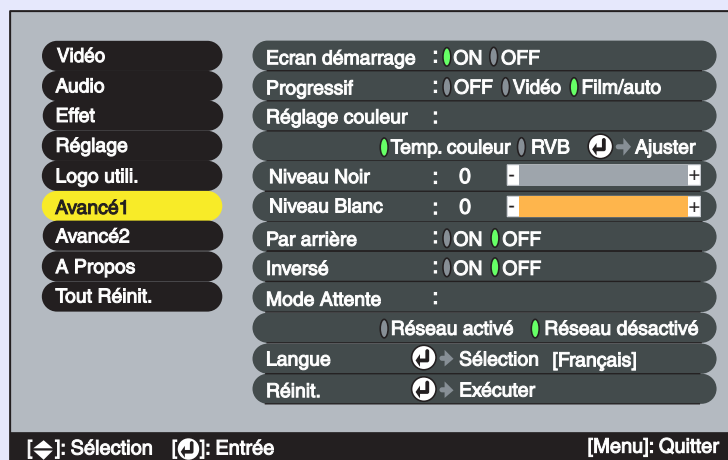 Vidéo
Audio
Effet
Réglage
Logo utili.
Avancé1
Avancé2
A Propos
Tout Réinit.
Ecran démarrage : ON OFF
Progressif : OFF Vidéo Film/auto
Réglage couleur :
Temp. couleur RVB Ajuster
Niveau Noir : 0 - +
Niveau Blanc : 0 - +
Par arrière : ON OFF
Inversé : ON OFF
Mode Attente :
Réseau activé Réseau désactivé
Langue Sélection [Français]
Réinit. Exécuter
[ ]: Sélection [ ]: Entrée [Menu]: Quitter